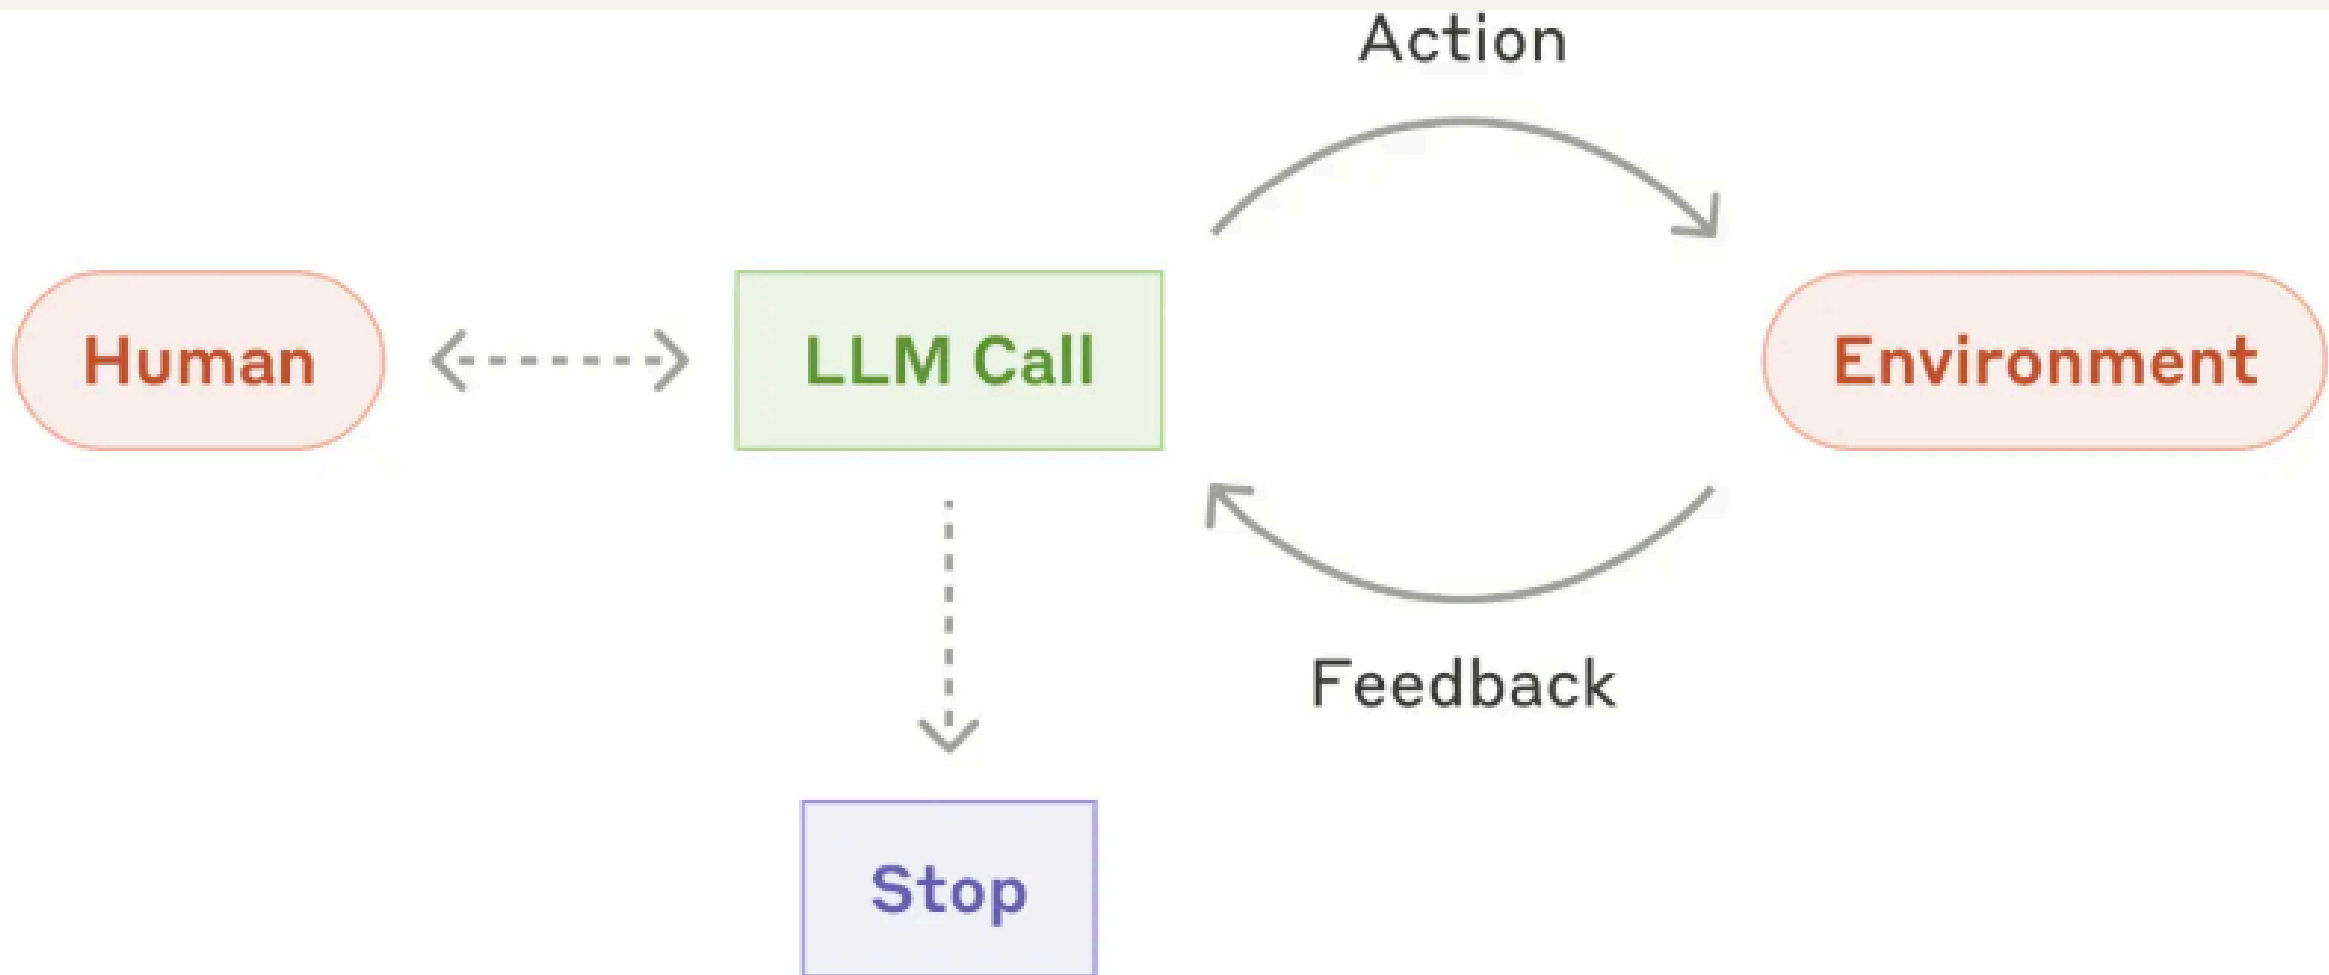 Action
Human
LLM Call
Environment
Feedback
Stop